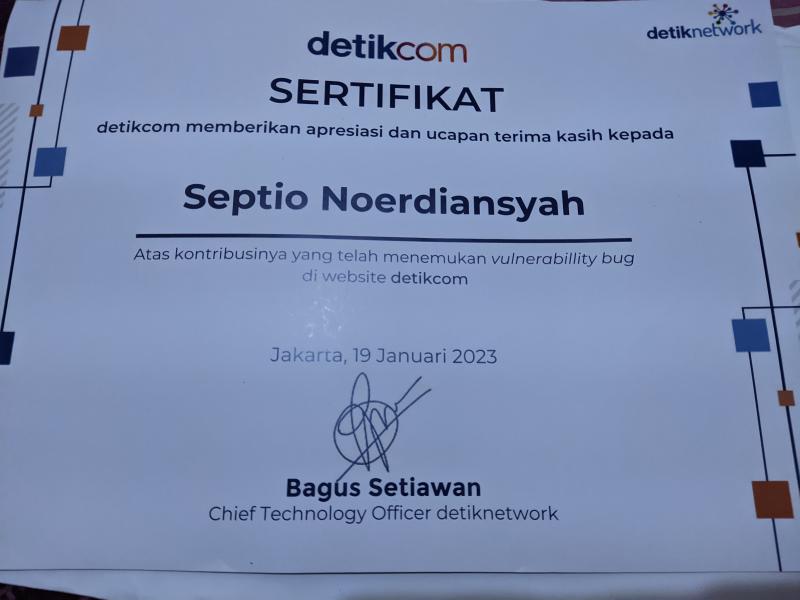 detiknetwork
detikcom
SERTIFIKAT
detikcom memberikan apresiasi dan ucapan terima kasih kepada
Septio Noerdiansyah
Atas kontribusinya yang telah menemukan vulnerabillity bug
di website detikcom
Jakarta, 19 Januari 2023
Bagus Setiawan
Chief Technology Officer detiknetwork